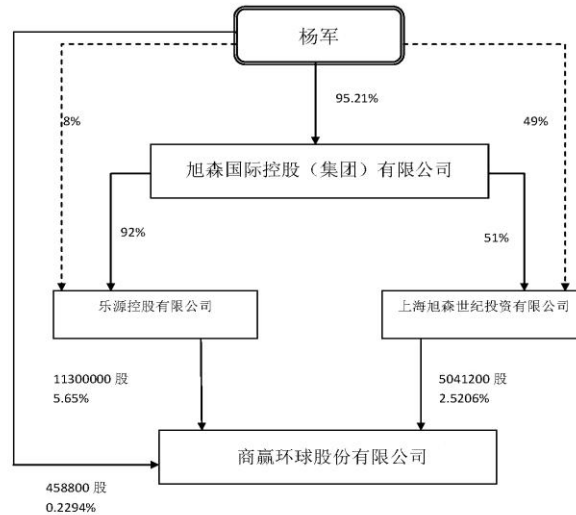 杨军
95.21%
8%
49%
旭森国际控股（集团）有限公司
92%
51%
乐源控股有限公司
上海旭森世纪投资有限公司
11300000 股
5.65%
5041200 股
2.5206%
商赢环球股份有限公司
458800 股
0.2294%